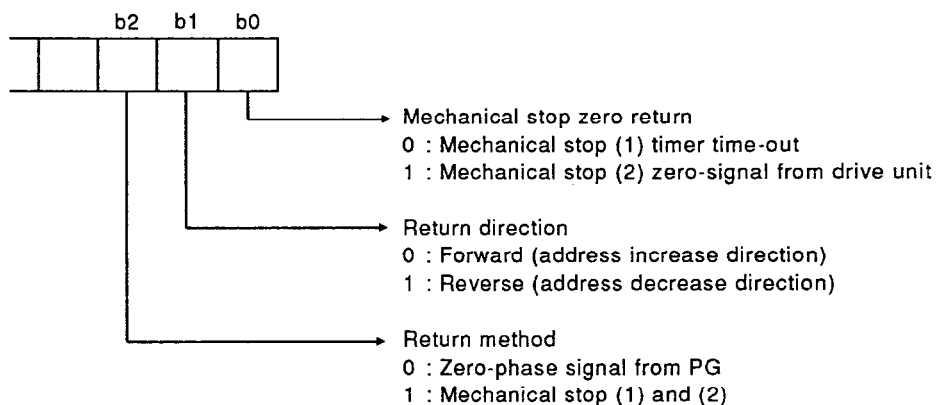 b2 b1 b0
Mechanical stop zero return
0 : Mechanical stop (1) timer time-out
1 : Mechanical stop (2) zero-signal from drive unit
Return direction
0 : Forward (address increase direction)
1 : Reverse (address decrease direction)
Return method
0 : Zero-phase signal from PG
1 : Mechanical stop (1) and (2)